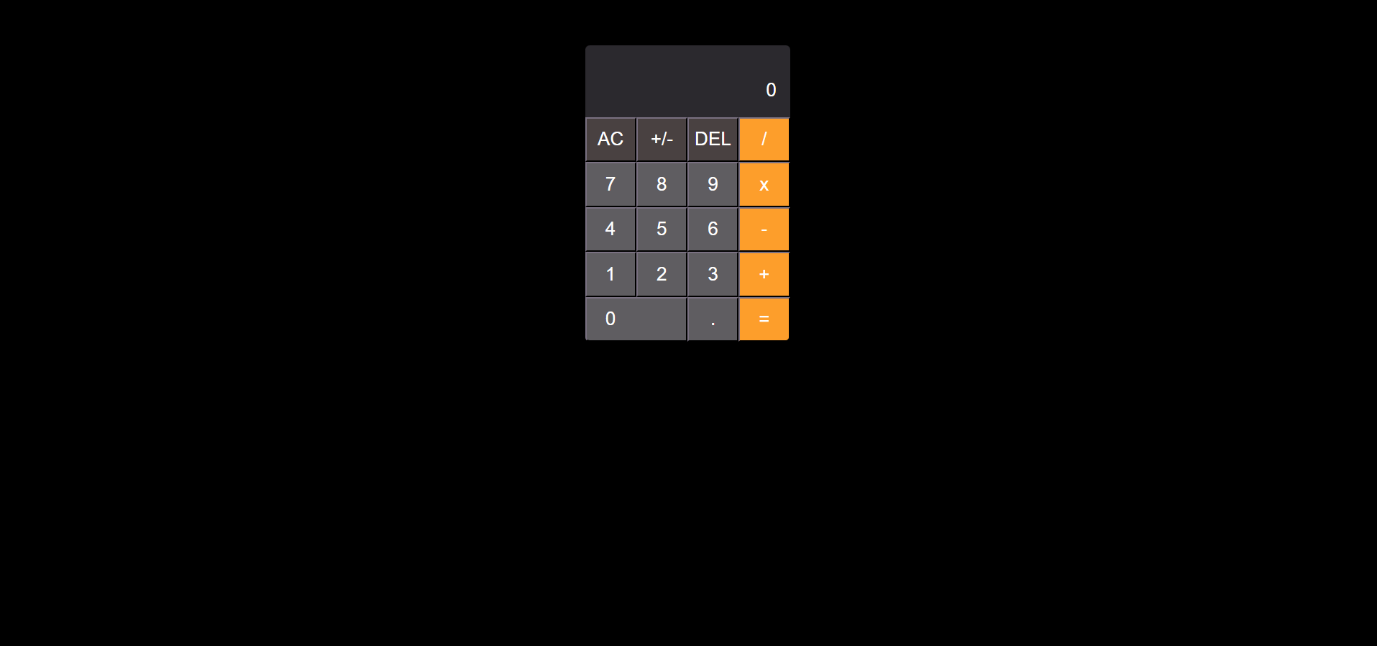 0
AC +/- DEL /
7 8 9 x
4 5 6 -
1 2 3 +
0 . =